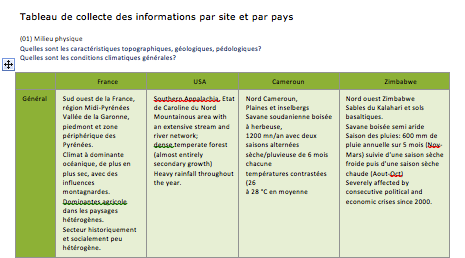 Tableau de collecte des informations par site et par pays
(01) Milieu physique
Quelles sont les caractéristiques topographiques, géologiques, pédologiques?
Quelles sont les conditions climatiques générales?
France
USA
Cameroun
Zimbabwe
Général
Sud ouest de la France,
région Midi-Pyrénées
Vallée de la Garonne,
piedmont et zone
périphérique des
Pyrénées.
Climat à dominante
océanique, de plus en
plus sec, avec des
influences
montagnardes.
Dominantes agricole
dans les paysages
hétérogènes.
Secteur historiquement
et socialement peu
hétérogène.
Southern Appalachia, Etat
de Caroline du Nord
Mountainous area with
an extensive stream and
river network;
dense temperate forest
(almost entirely
secondary growth)
Heavy rainfall throughout
the year.
Nord Cameroun,
Plaines et inselbergs
Savane soudanienne boisée
à herbeuse,
1200 mn/an avec deux
saisons alternées
sèche/pluvieuse de 6 mois
chacune
températures contrastées
(26
à 28 °C en moyenne
Nord ouest Zimbabwe
Sables du Kalahari et sols
basaltiques.
Savane boisée semi aride
Saison des pluies: 600 mm de
pluie annuelle sur 5 mois (Nov-
Mars) suivie d'une saison sèche
froide puis d'une saison sèche
chaude (Aout-Oct)
Severely affected by
consecutive political and
economic crises since 2000.